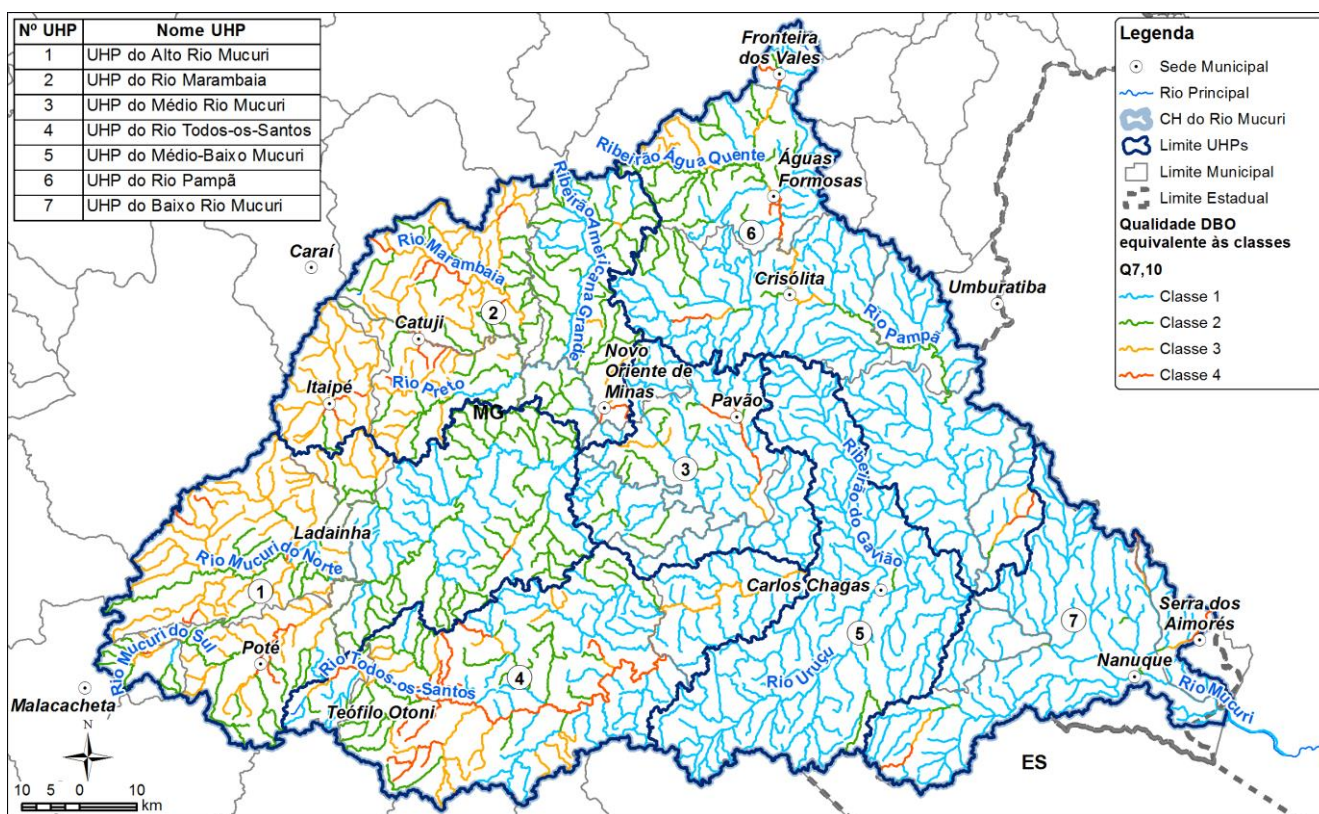 Nº UHP Nome UHP
1 UHP do Alto Rio Mucuri
2 UHP do Rio Marambaia
3 UHP do Médio Rio Mucuri
4 UHP do Rio Todos-os-Santos
5 UHP do Médio-Baixo Mucuri
6 UHP do Rio Pampã
7 UHP do Baixo Rio Mucuri
Legenda
Sede Municipal
Rio Principal
CH do Rio Mucuri
Limite UHPs
Limite Municipal
Limite Estadual
Qualidade DBO
equivalente às classes
Q7,10
Classe 1
Classe 2
Classe 3
Classe 4
Fronteira
dos Vales
Ribeirão Água Quente
Águas
Formosas
Ribeirão Americana Grande
6
Caraí
Rio Marambaia
Crisólita
Umburatiba
2
Rio Pampã
Catuji
Novo
Oriente de
Minas
Rio Preto
Itaipé
MG
Pavão
3
Ribeirão do Gavião
Ladainha
Rio Mucuri do Norte
1
Carlos Chagas
7
Serra dos
Aimorés
5
Rio Mucuri do Sul
Poté
Rio Todos-os-Santos
4
Rio Uruçu
Nanuque
Rio Mucuri
Malacacheta
Teófilo Otoni
N
ES
10 5 0 10
km